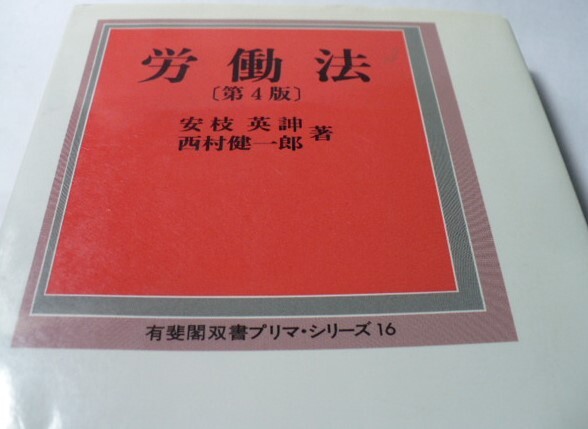 労働法
〔第4版〕
安枝英訷
西村健一郎 著
有斐閣双書プリマ・シリーズ16